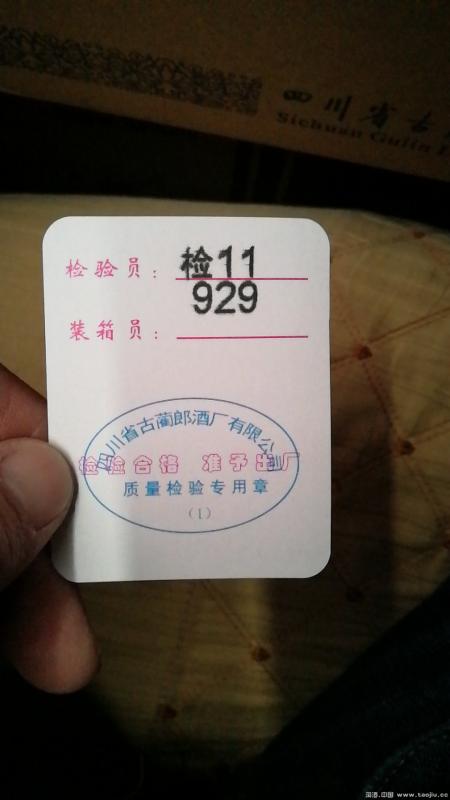 四川省古
Sichuan Gulin
检验员：检11
929
装箱员：
四川省古蔺郎酒厂有限公司
检验合格 准予出厂
质量检验专用章
（1）
淘酒.中国 www.taojiu.cc